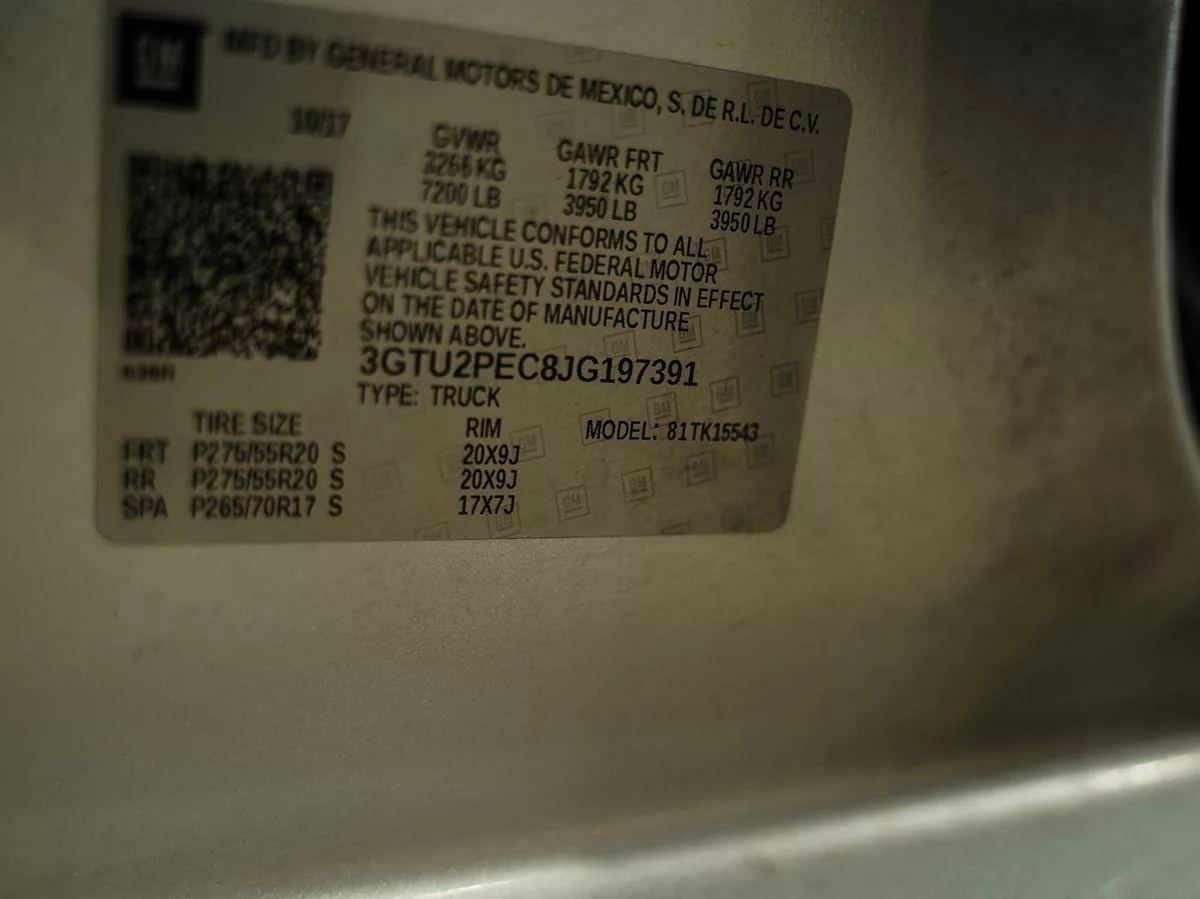 GM MFD BY GENERAL MOTORS DE MEXICO, S. DE R.L. DE C.V.
10/17
GVWR GAWR FRT GAWR RR
3266 KG 1792 KG 1792 KG
7200 LB 3950 LB 3950 LB
THIS VEHICLE CONFORMS TO ALL
APPLICABLE U.S. FEDERAL MOTOR
VEHICLE SAFETY STANDARDS IN EFFECT
ON THE DATE OF MANUFACTURE
SHOWN ABOVE.
3GTU2PEC8JG197391
TYPE: TRUCK
TIRE SIZE RIM MODEL: 81TK15543
FRT P275/55R20 S 20X9J
RR P275/55R20 S 20X9J
SPA P265/70R17 S 17X7J